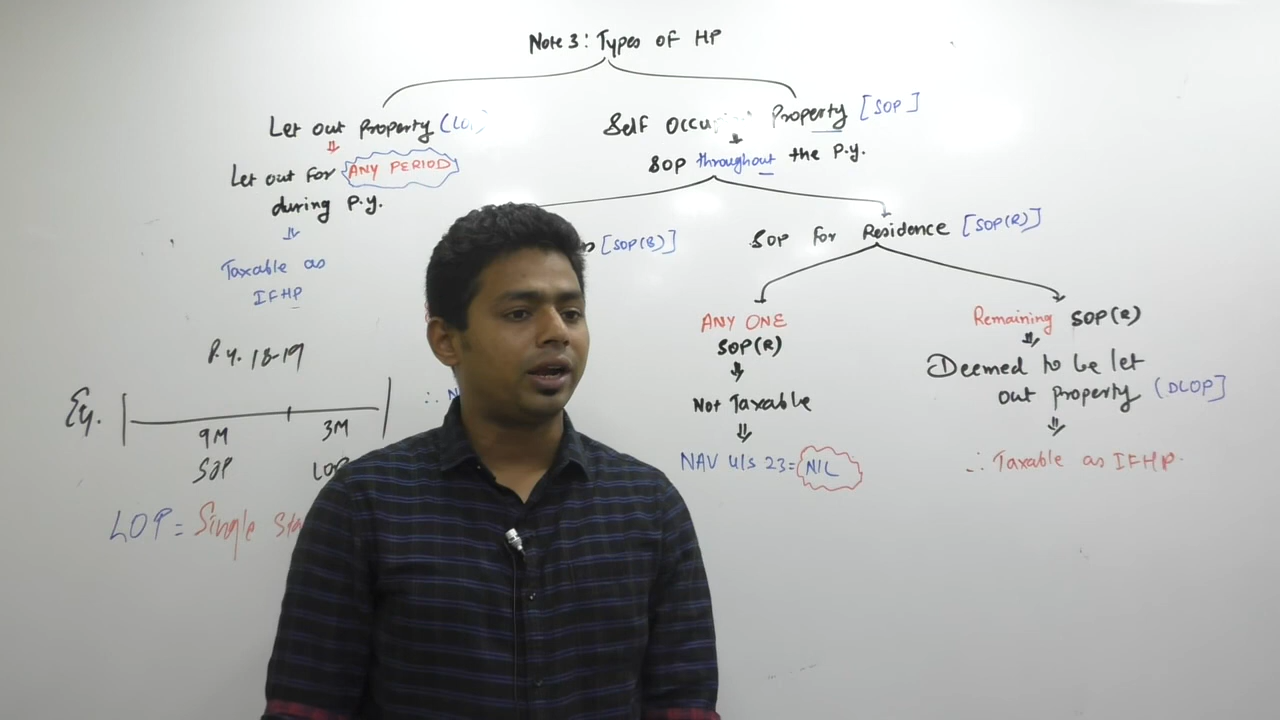 Note 3: Types of HP
Let out Property (LOP)
Let out for ANY PERIOD
during P.y.
Taxable as
IFHP
P.y. 18-19
Eg.
9M
3M
SOP
LOP
LOP = Single
Self Property [SOP]
SOP throughout the P.y.
[SOP(B)]
SOP for Residence [SOP(R)]
ANY ONE
SOP(R)
Not Taxable
NAV u/s 23 = NIL
Remaining SOP(R)
Deemed to be let
out property (DLOP]
∴ Taxable as IFHP.